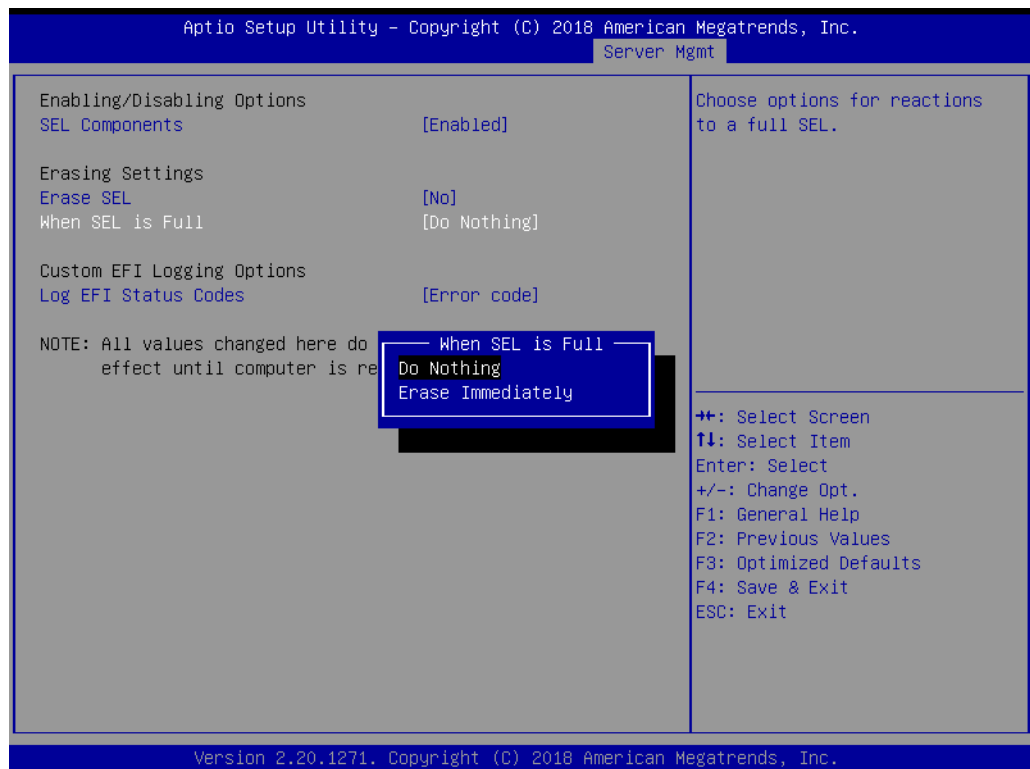 Aptio Setup Utility – Copyright (C) 2018 American Megatrends, Inc.
Server Mgmt
Enabling/Disabling Options
SEL Components [Enabled]
Erasing Settings
Erase SEL [No]
When SEL is Full [Do Nothing]
Custom EFI Logging Options
Log EFI Status Codes [Error code]
NOTE: All values changed here do
effect until computer is re
When SEL is Full
Do Nothing
Erase Immediately
Choose options for reactions
to a full SEL.
→←: Select Screen
↑↓: Select Item
Enter: Select
+/-: Change Opt.
F1: General Help
F2: Previous Values
F3: Optimized Defaults
F4: Save & Exit
ESC: Exit
Version 2.20.1271. Copyright (C) 2018 American Megatrends, Inc.